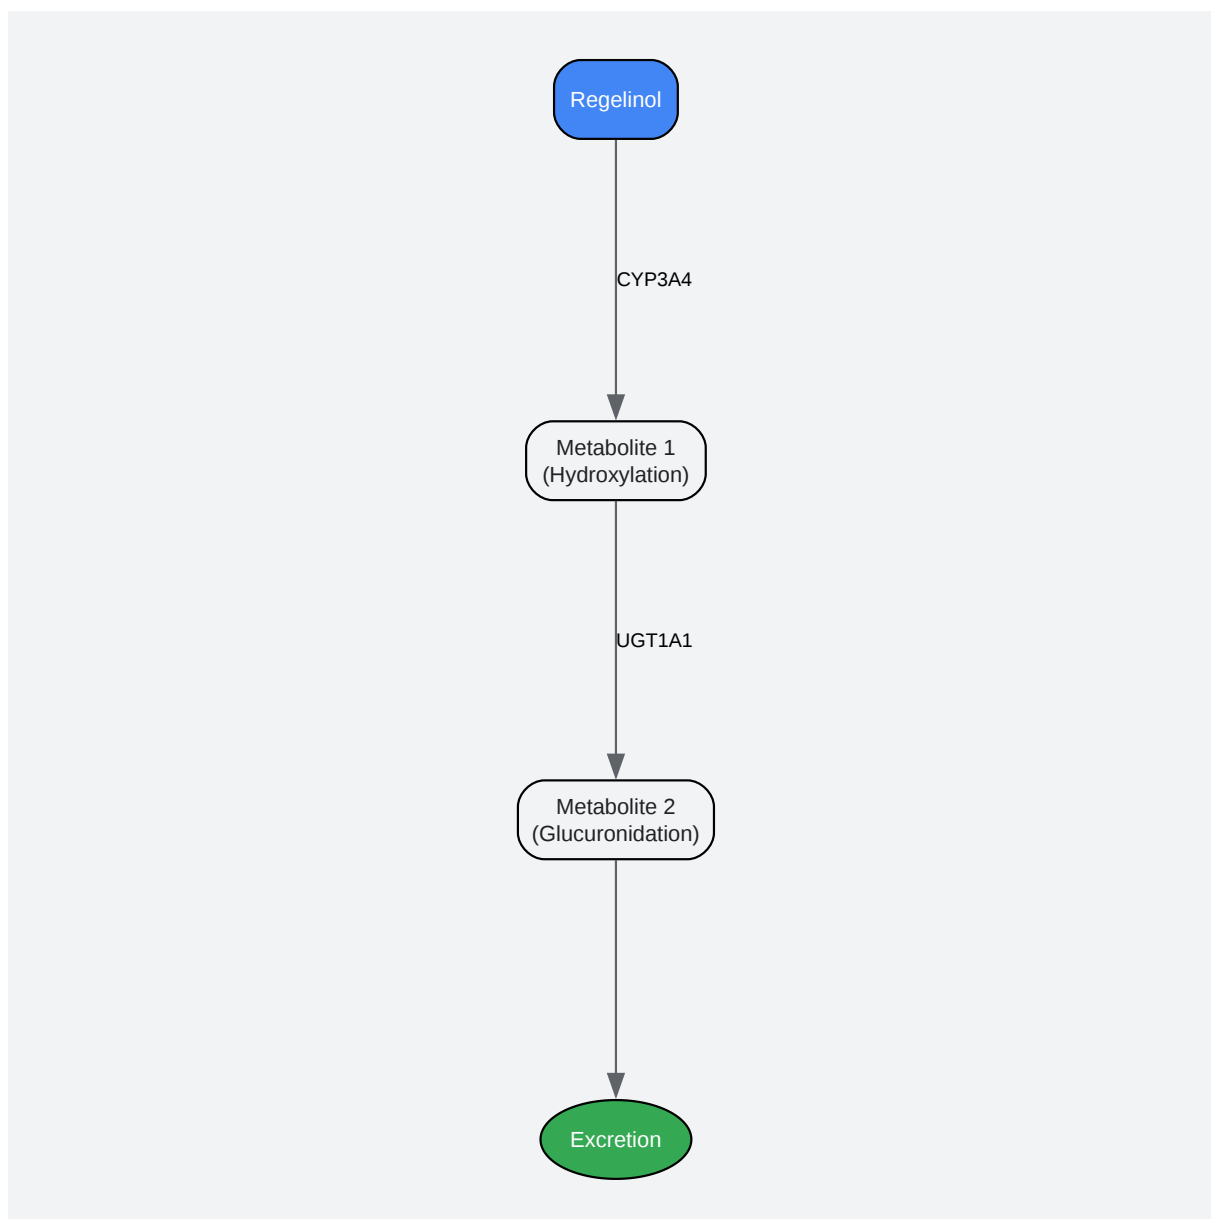 Regelinol
CYP3A4
Metabolite 1
(Hydroxylation)
UGT1A1
Metabolite 2
(Glucuronidation)
Excretion